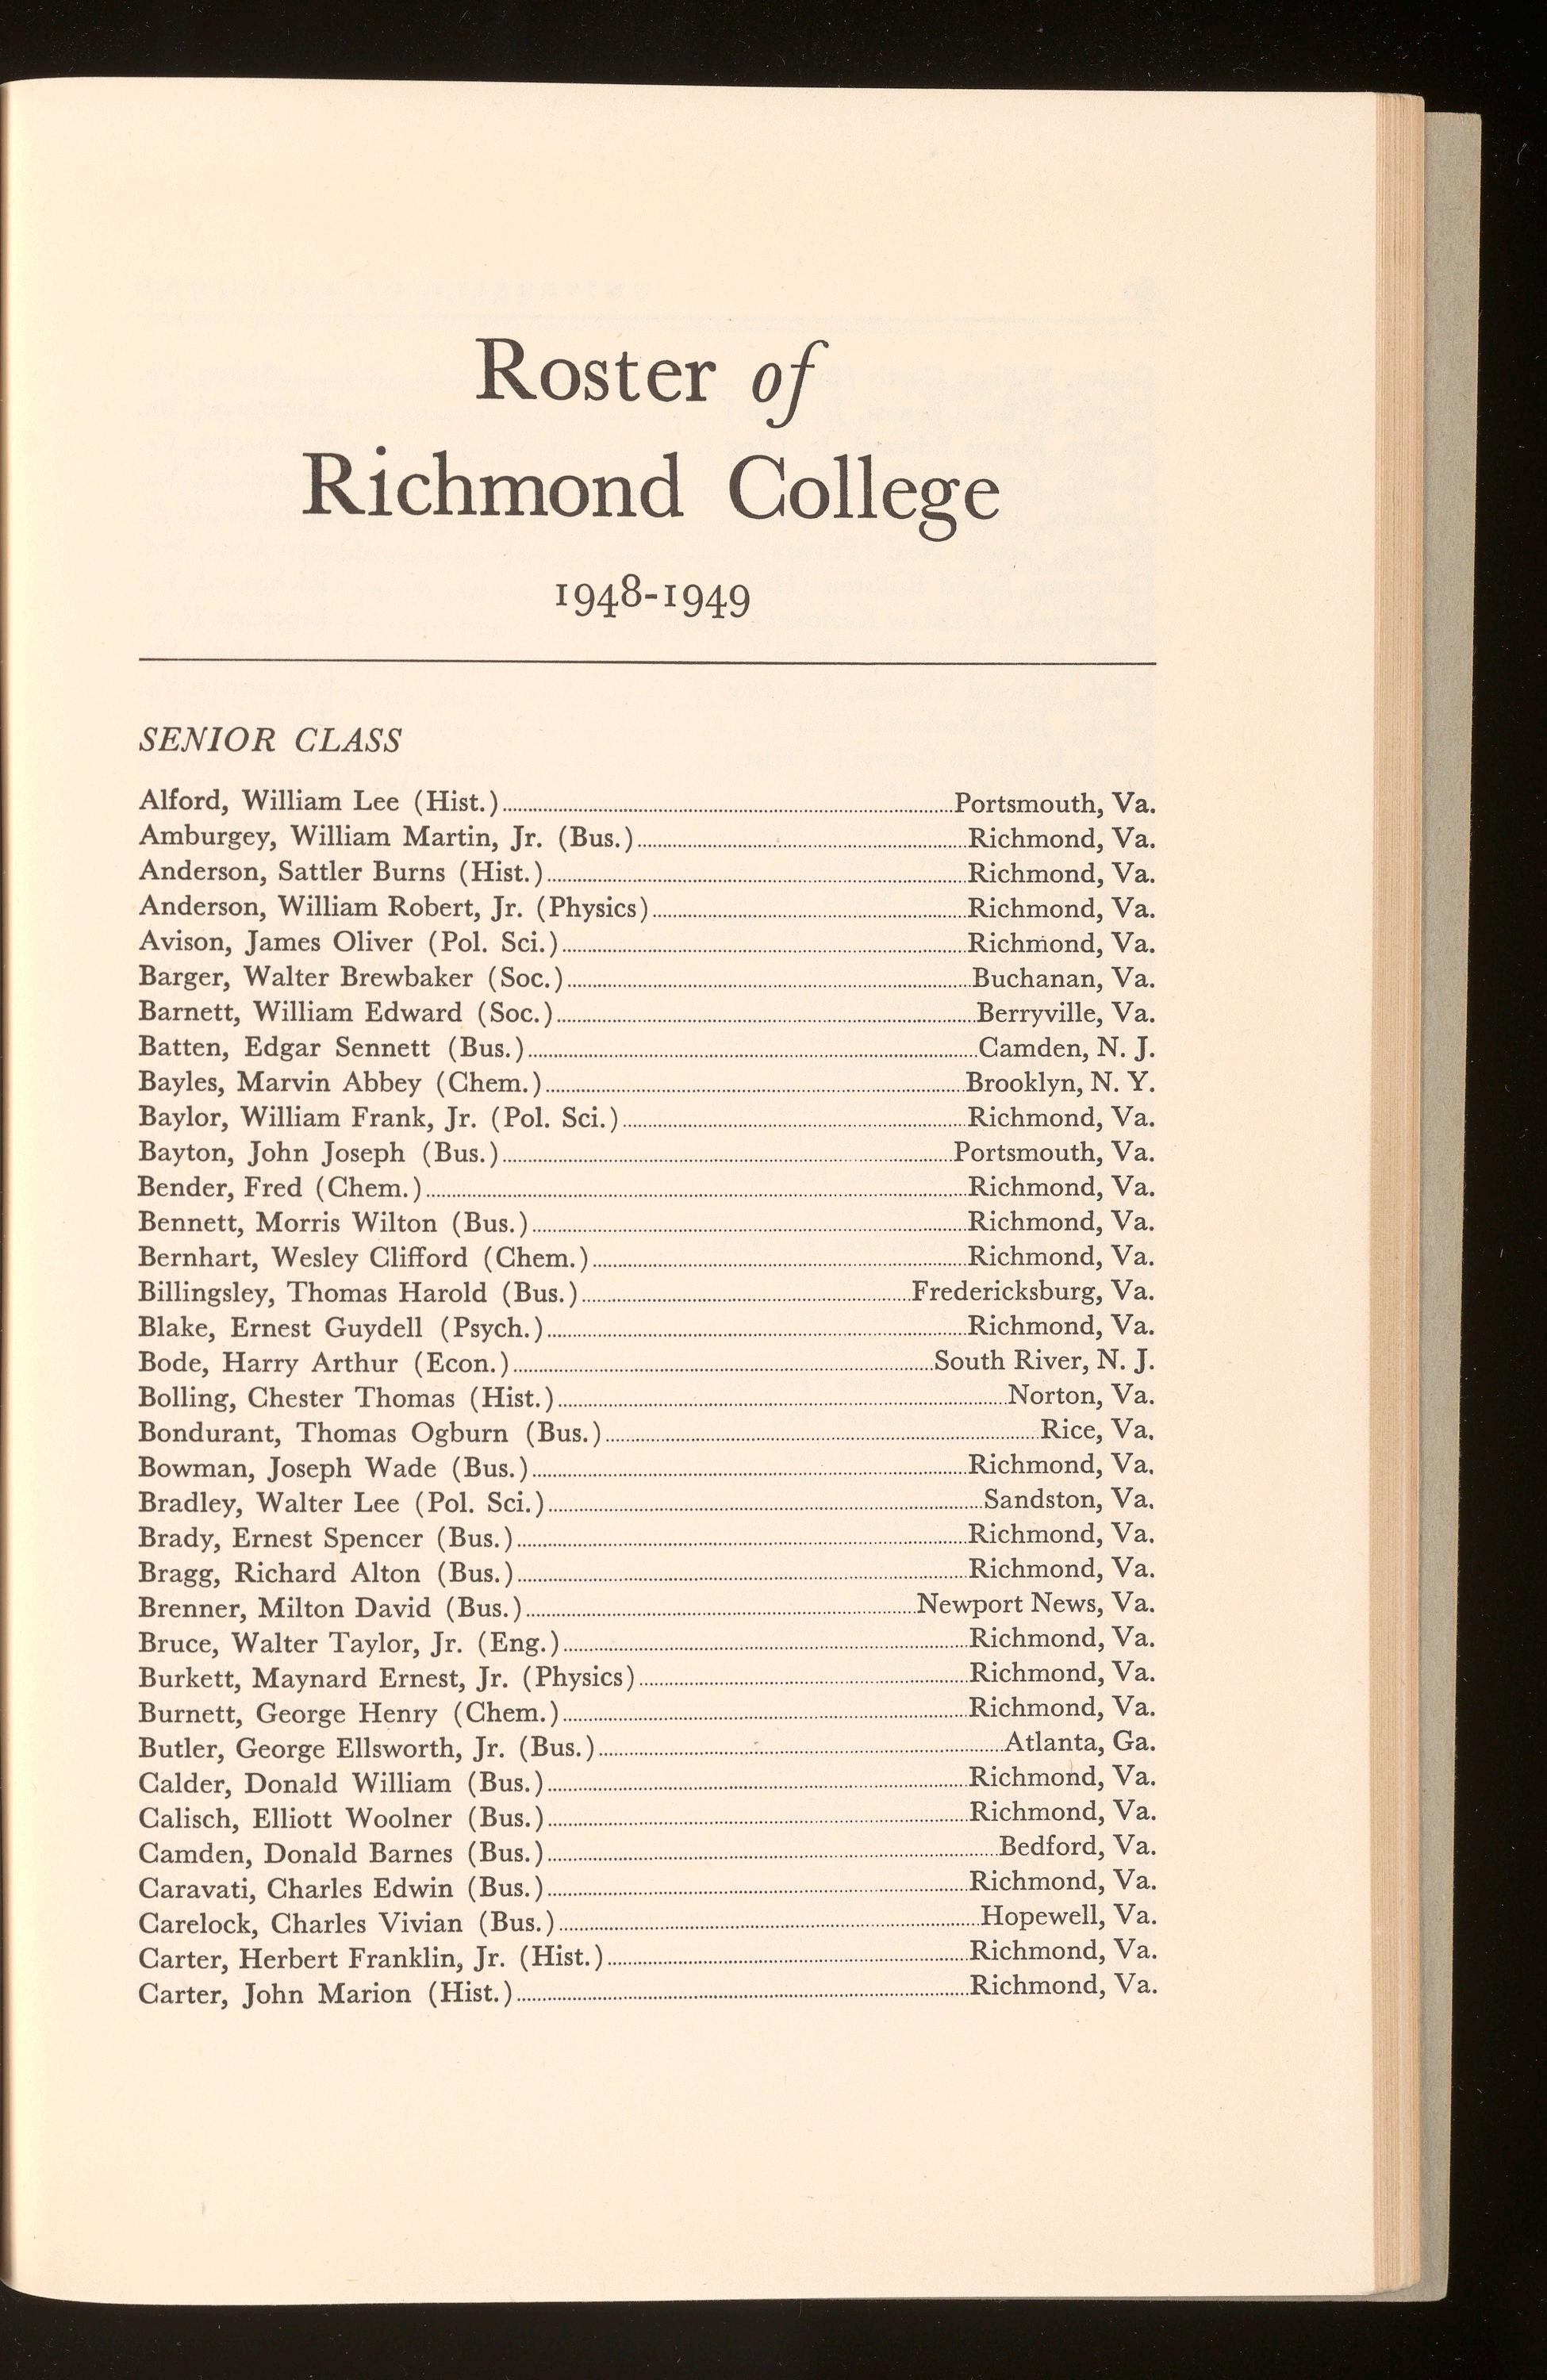 Roster of
Richmond College
1948-1949
SENIOR CLASS
Alford, William Lee (Hist.)........Portsmouth, Va.
Amburgey, William Martin, Jr. (Bus.)........Richmond, Va.
Anderson, Sattler Burns (Hist.)........Richmond, Va.
Anderson, William Robert, Jr. (Physics)........Richmond, Va.
Avison, James Oliver (Pol. Sci.)........Richmond, Va.
Barger, Walter Brewbaker (Soc.)........Buchanan, Va.
Barnett, William Edward (Soc.)........Berryville, Va.
Batten, Edgar Sennett (Bus.)........Camden, N. J.
Bayles, Marvin Abbey (Chem.)........Brooklyn, N. Y.
Baylor, William Frank, Jr. (Pol. Sci.)........Richmond, Va.
Bayton, John Joseph (Bus.)........Portsmouth, Va.
Bender, Fred (Chem.)........Richmond, Va.
Bennett, Morris Wilton (Bus.)........Richmond, Va.
Bernhart, Wesley Clifford (Chem.)........Richmond, Va.
Billingsley, Thomas Harold (Bus.)........Fredericksburg, Va.
Blake, Ernest Guydell (Psych.)........Richmond, Va.
Bode, Harry Arthur (Econ.)........South River, N. J.
Bolling, Chester Thomas (Hist.)........Norton, Va.
Bondurant, Thomas Ogburn (Bus.)........Rice, Va.
Bowman, Joseph Wade (Bus.)........Richmond, Va.
Bradley, Walter Lee (Pol. Sci.)........Sandston, Va.
Brady, Ernest Spencer (Bus.)........Richmond, Va.
Bragg, Richard Alton (Bus.)........Richmond, Va.
Brenner, Milton David (Bus.)........Newport News, Va.
Bruce, Walter Taylor, Jr. (Eng.)........Richmond, Va.
Burkett, Maynard Ernest, Jr. (Physics)........Richmond, Va.
Burnett, George Henry (Chem.)........Richmond, Va.
Butler, George Ellsworth, Jr. (Bus.)........Atlanta, Ga.
Calder, Donald William (Bus.)........Richmond, Va.
Calisch, Elliott Woolner (Bus.)........Richmond, Va.
Camden, Donald Barnes (Bus.)........Bedford, Va.
Caravati, Charles Edwin (Bus.)........Richmond, Va.
Carelock, Charles Vivian (Bus.)........Hopewell, Va.
Carter, Herbert Franklin, Jr. (Hist.)........Richmond, Va.
Carter, John Marion (Hist.)........Richmond, Va.